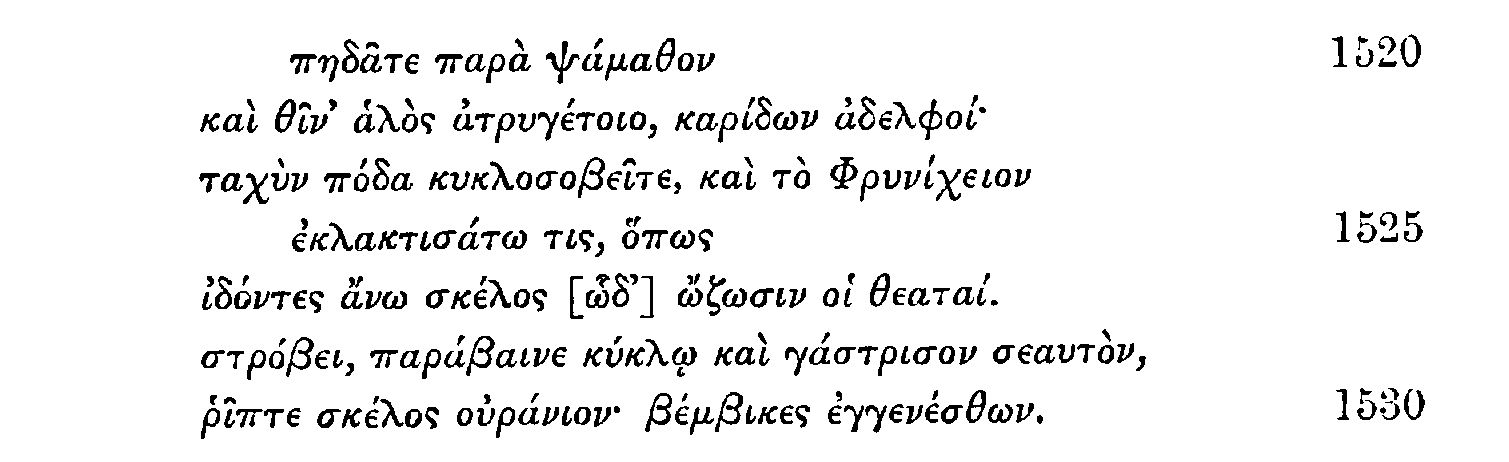 πηδᾶτε παρὰ ψάμαθον 1520
καὶ θῖν’ ἁλὸς ἀτρυγέτοιο, καρίδων ἀδελφοί·
ταχὺν πόδα κυκλοσοβεῖτε, καὶ τὸ Φρυνίχειον
ἐκλακτισάτω τις, ὅπως 1525
ἰδόντες ἄνω σκέλος [ὧδ’] ὤζωσιν οἱ θεαταί.
στρόβει, παράβαινε κύκλῳ καὶ γάστρισον σεαυτὸν,
ῥῖπτε σκέλος οὐράνιον· βέμβικες ἐγγενέσθων. 1530